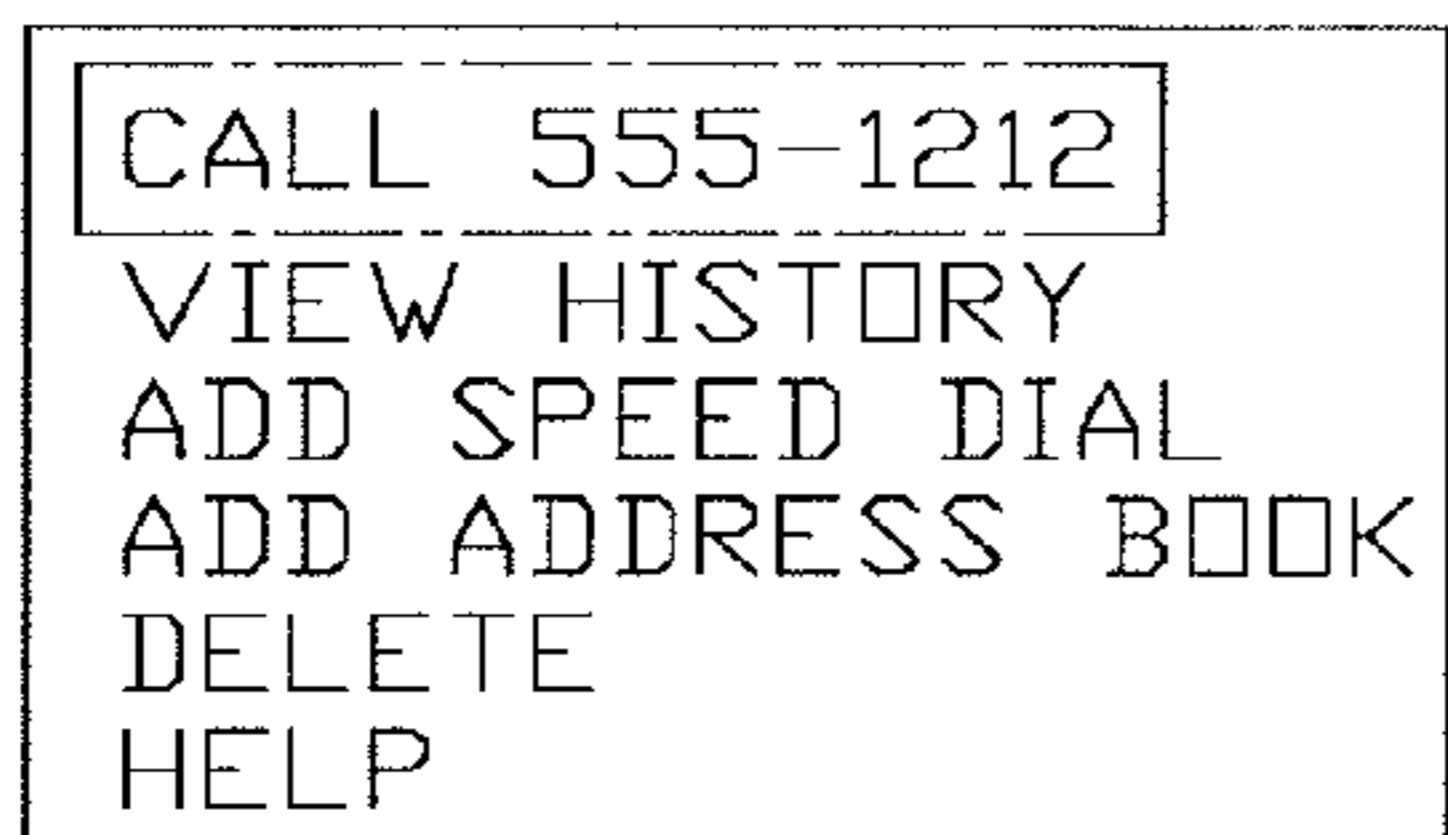 CALL 555-1212
VIEW HISTORY
ADD SPEED DIAL
ADD ADDRESS BOOK
DELETE
HELP